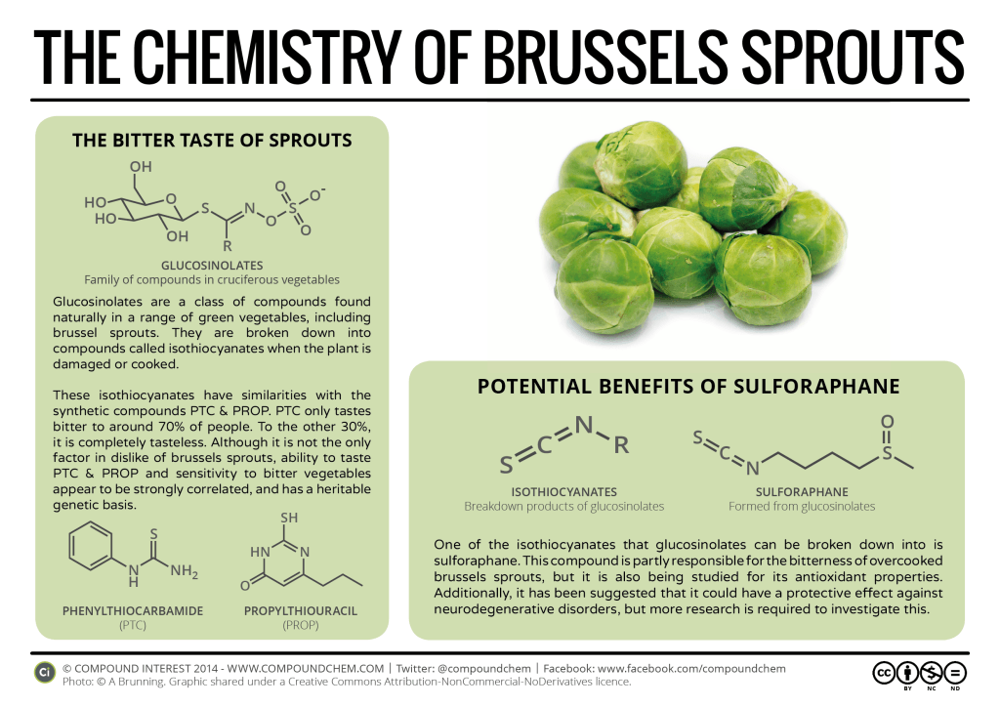 THE CHEMISTRY OF BRUSSELS SPROUTS
THE BITTER TASTE OF SPROUTS
OH
HO
HO
O
OH
S
N
R
O
O
S
O-
O
GLUCOSINOLATES
Family of compounds in cruciferous vegetables
Glucosinolates are a class of compounds found
naturally in a range of green vegetables, including
brussel sprouts. They are broken down into
compounds called isothiocyanates when the plant is
damaged or cooked.
These isothiocyanates have similarities with the
synthetic compounds PTC & PROP. PTC only tastes
bitter to around 70% of people. To the other 30%,
it is completely tasteless. Although it is not the only
factor in dislike of brussels sprouts, ability to taste
PTC & PROP and sensitivity to bitter vegetables
appear to be strongly correlated, and has a heritable
genetic basis.
S
N
H
NH2
PHENYLTHIOCARBAMIDE
(PTC)
SH
HN
N
O
PROPYLTHIOURACIL
(PROP)
POTENTIAL BENEFITS OF SULFORAPHANE
S
C
N
R
ISOTHIOCYANATES
Breakdown products of glucosinolates
S
C
N
O
S
SULFORAPHANE
Formed from glucosinolates
One of the isothiocyanates that glucosinolates can be broken down into is
sulforaphane. This compound is partly responsible for the bitterness of overcooked
brussels sprouts, but it is also being studied for its antioxidant properties.
Additionally, it has been suggested that it could have a protective effect against
neurodegenerative disorders, but more research is required to investigate this.
Ci
© COMPOUND INTEREST 2014 - WWW.COMPOUNDCHEM.COM | Twitter: @compoundchem | Facebook: www.facebook.com/compoundchem
Photo: © A Brunning. Graphic shared under a Creative Commons Attribution-NonCommercial-NoDerivatives licence.
cc
BY NC ND